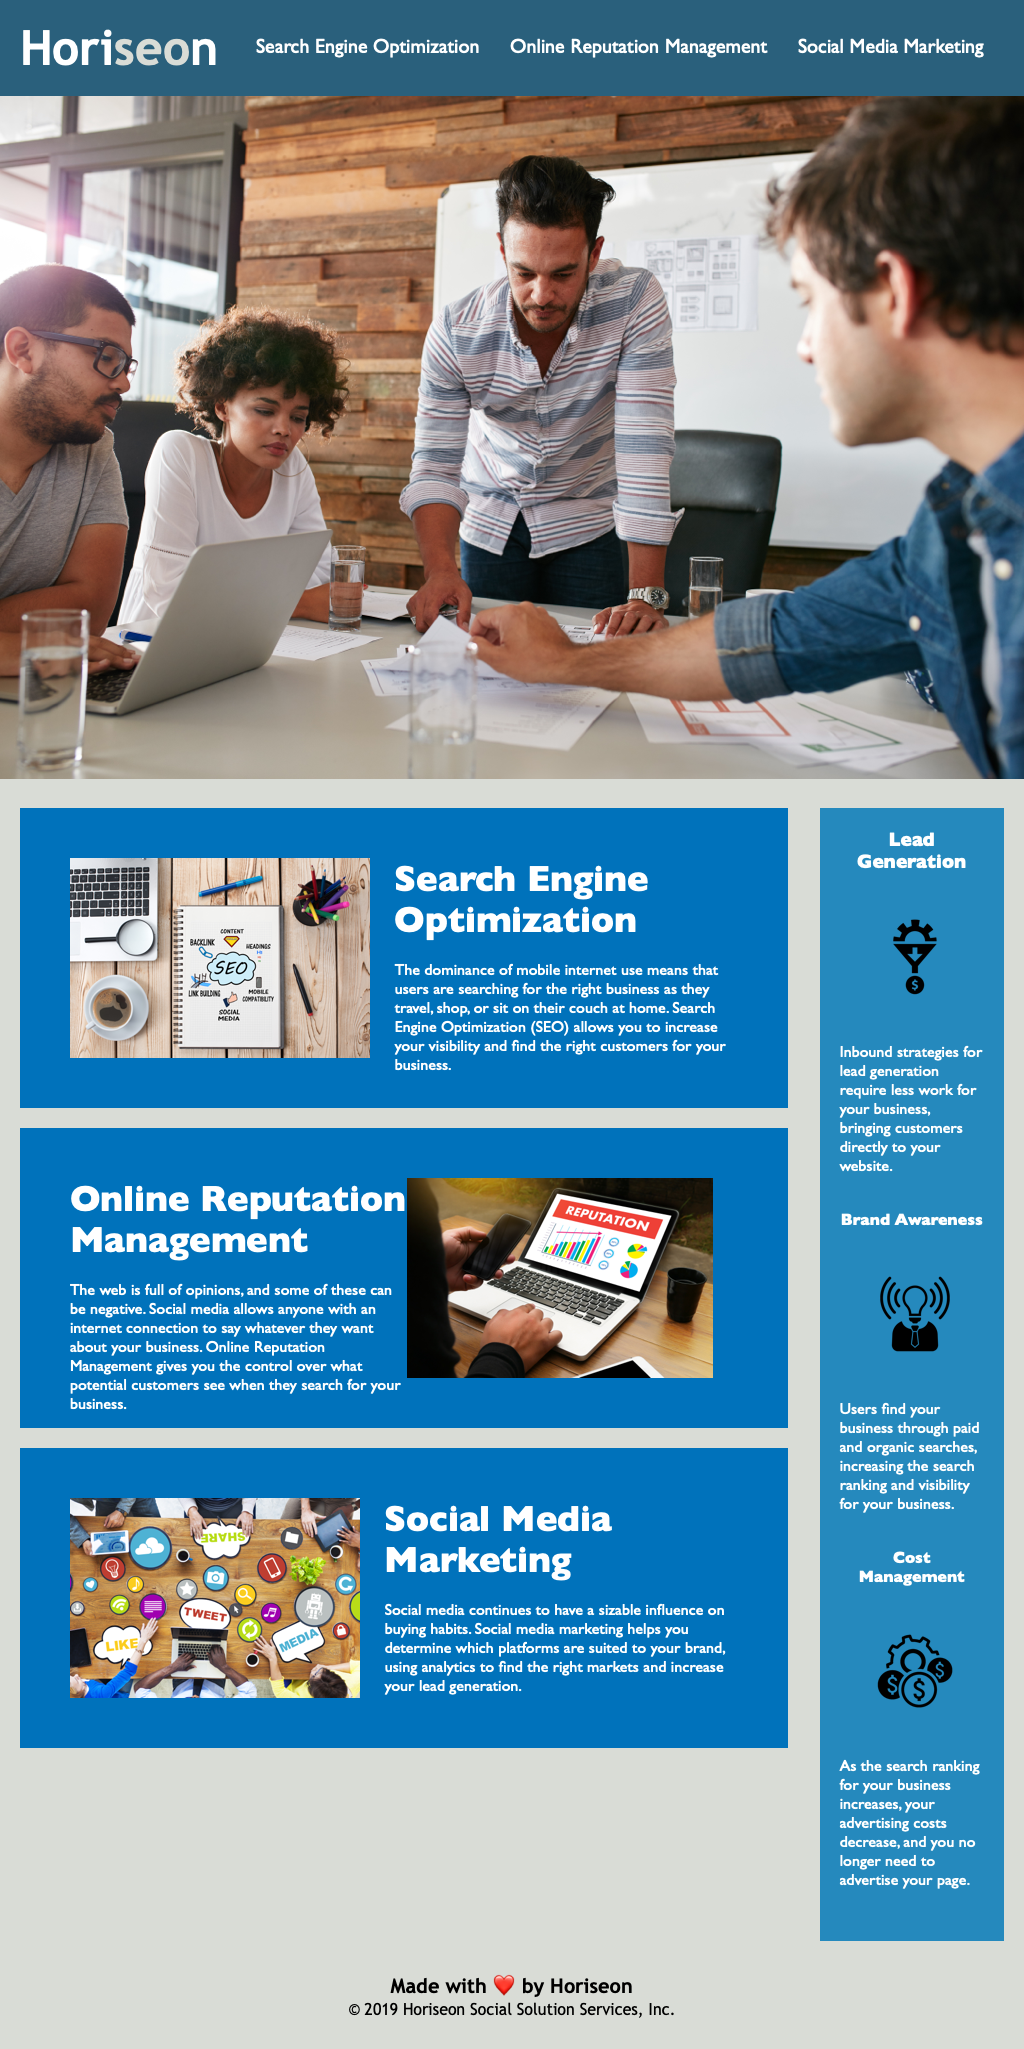 Horiseon
Search Engine Optimization
Online Reputation Management
Social Media Marketing
CONTENT
BACKLINK
HEADINGS
SEO
LINK BUILDING
MOBILE
COMPATIBILITY
SOCIAL
MEDIA
Search Engine
Optimization
The dominance of mobile internet use means that
users are searching for the right business as they
travel, shop, or sit on their couch at home. Search
Engine Optimization (SEO) allows you to increase
your visibility and find the right customers for your
business.
Online Reputation
Management
The web is full of opinions, and some of these can
be negative. Social media allows anyone with an
internet connection to say whatever they want
about your business. Online Reputation
Management gives you the control over what
potential customers see when they search for your
business.
REPUTATION
SHARE
TWEET
LIKE
MEDIA
Social Media
Marketing
Social media continues to have a sizable influence on
buying habits. Social media marketing helps you
determine which platforms are suited to your brand,
using analytics to find the right markets and increase
your lead generation.
Lead
Generation
$
Inbound strategies for
lead generation
require less work for
your business,
bringing customers
directly to your
website.
Brand Awareness
Users find your
business through paid
and organic searches,
increasing the search
ranking and visibility
for your business.
Cost
Management
$ $ $
As the search ranking
for your business
increases, your
advertising costs
decrease, and you no
longer need to
advertise your page.
Made with ❤️ by Horiseon
© 2019 Horiseon Social Solution Services, Inc.